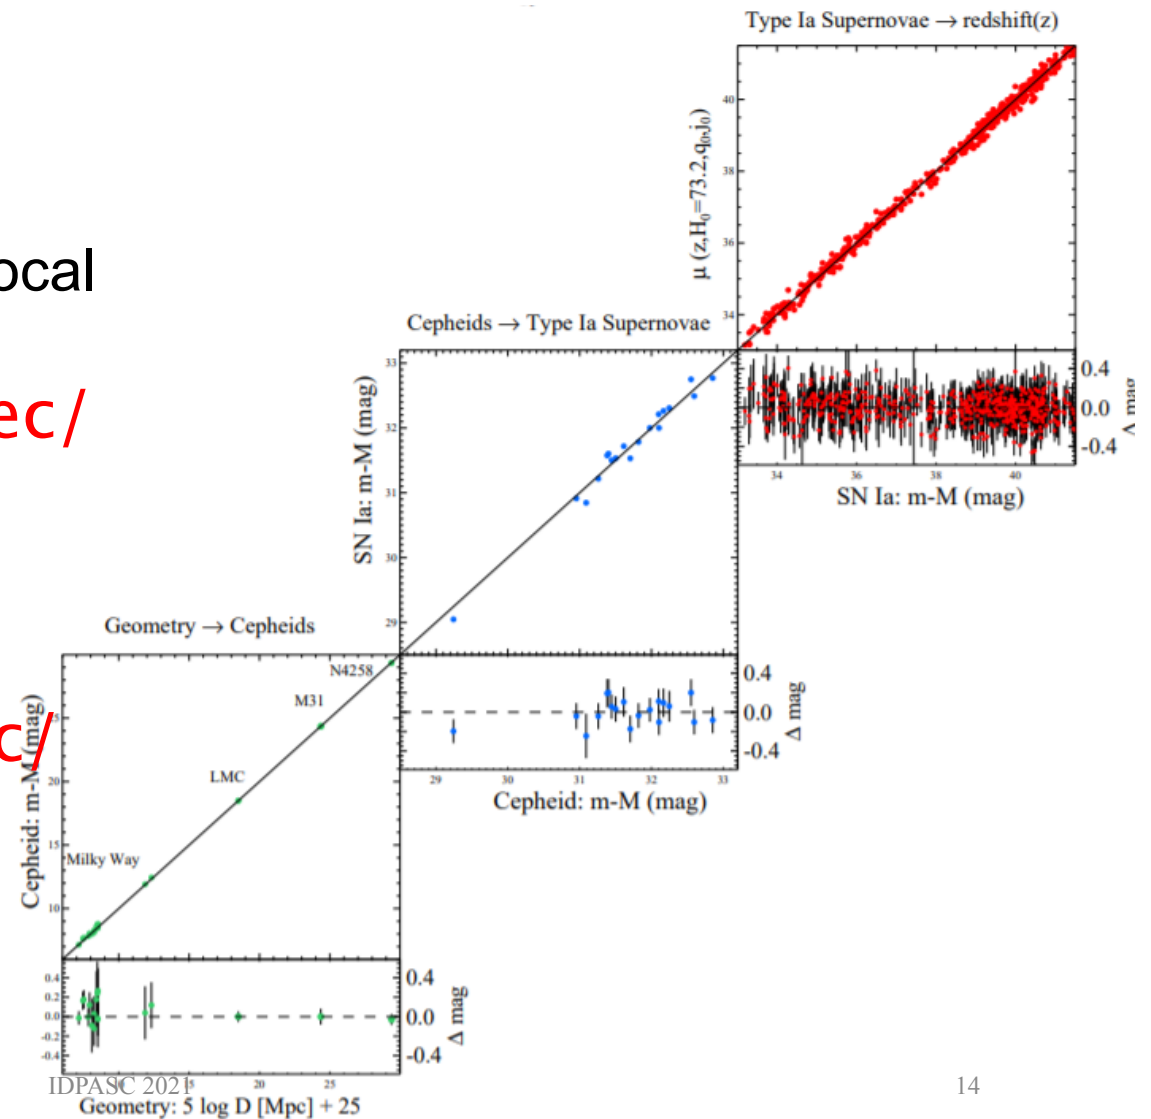 Type Ia Supernovae → redshift(z)
40
38
36
34
μ (z,H₀=73.2,q₀,j₀)
ocal
Cepheids → Type Ia Supernovae
0.4
0.0
-0.4
Δ mag
34 36 38 40
SN Ia: m-M (mag)
ec/
33
32
31
30
29
SN Ia: m-M (mag)
Geometry → Cepheids
N4258
M31
LMC
Milky Way
25
20
15
10
Cepheid: m-M (mag)
c/
0.4
0.0
-0.4
Δ mag
29 30 31 32 33
Cepheid: m-M (mag)
0.4
0.2
0.0
-0.2
-0.4
0.4
0.0
-0.4
Δ mag
10 15 20 25
IDPASC 2021
14
Geometry: 5 log D [Mpc] + 25